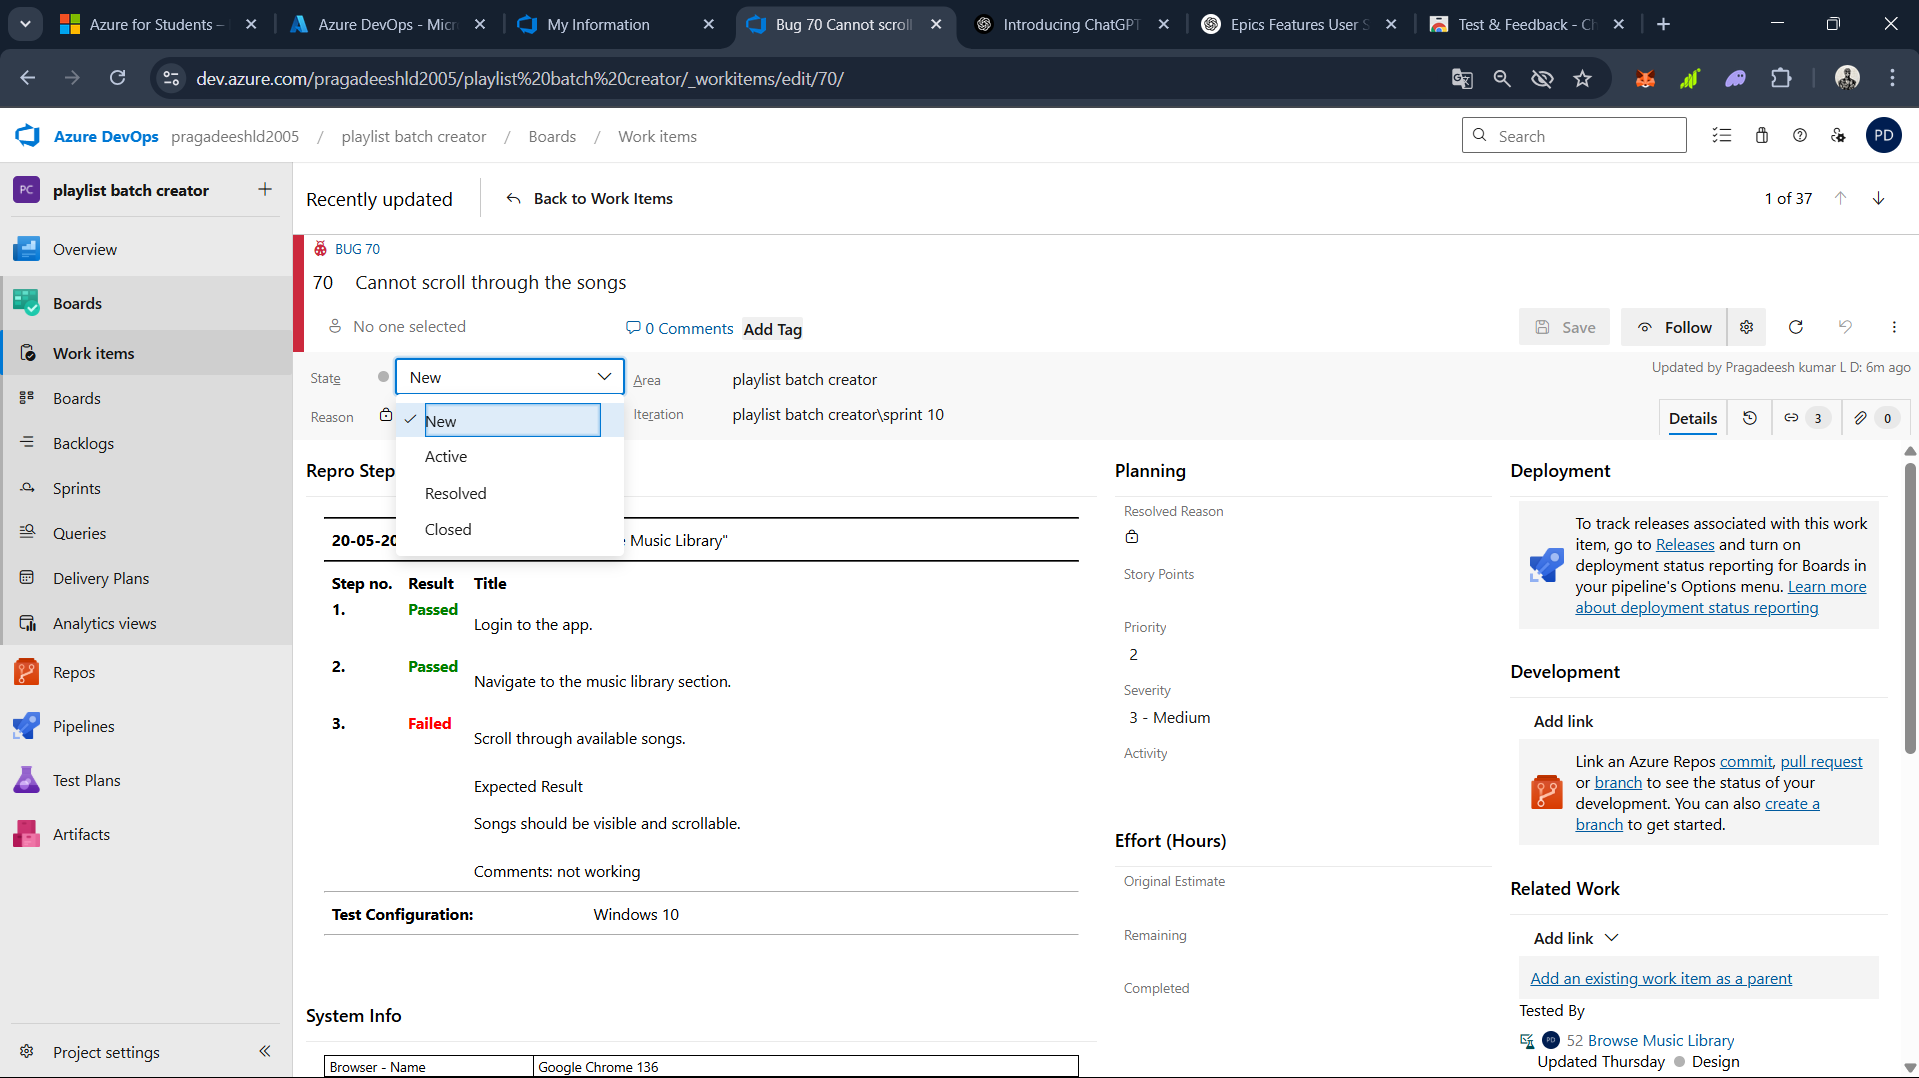 Azure for Students –
Azure DevOps - Micr
My Information
Bug 70 Cannot scroll
Introducing ChatGPT
Epics Features User S
Test & Feedback - Ch
dev.azure.com/pragadeeshld2005/playlist%20batch%20creator/_workitems/edit/70/
Azure DevOps pragadeeshld2005 / playlist batch creator / Boards / Work items
Search
PD
PC playlist batch creator
Overview
Boards
Work items
Boards
Backlogs
Sprints
Queries
Delivery Plans
Analytics views
Repos
Pipelines
Test Plans
Artifacts
Project settings
Recently updated
Back to Work Items
1 of 37
BUG 70
70 Cannot scroll through the songs
No one selected
0 Comments
Add Tag
Save
Follow
State
New
Area
playlist batch creator
Updated by Pragadeesh kumar L D: 6m ago
Reason
Iteration
playlist batch creator\sprint 10
New
Active
Resolved
Closed
Details
3
0
Repro Step
20-05-20
Music Library"
Step no. Result Title
1. Passed
Login to the app.
2. Passed
Navigate to the music library section.
3. Failed
Scroll through available songs.
Expected Result
Songs should be visible and scrollable.
Comments: not working
Test Configuration: Windows 10
System Info
Browser - Name Google Chrome 136
Planning
Resolved Reason
Story Points
Priority
2
Severity
3 - Medium
Activity
Effort (Hours)
Original Estimate
Remaining
Completed
Deployment
To track releases associated with this work
item, go to Releases and turn on
deployment status reporting for Boards in
your pipeline's Options menu. Learn more
about deployment status reporting
Development
Add link
Link an Azure Repos commit, pull request
or branch to see the status of your
development. You can also create a
branch to get started.
Related Work
Add link
Add an existing work item as a parent
Tested By
PD 52 Browse Music Library
Updated Thursday Design